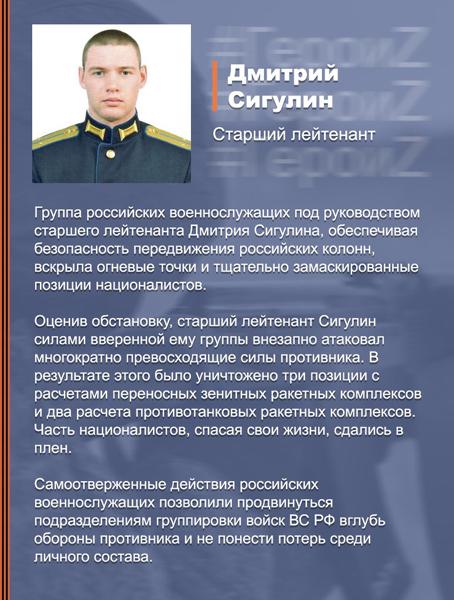 #ГероиZ
Дмитрий
Сигулин
Старший лейтенант
#ГероиZ
Группа российских военнослужащих под руководством
старшего лейтенанта Дмитрия Сигулина, обеспечивая
безопасность передвижения российских колонн,
вскрыла огневые точки и тщательно замаскированные
позиции националистов.
Оценив обстановку, старший лейтенант Сигулин
силами вверенной ему группы внезапно атаковал
многократно превосходящие силы противника. В
результате этого было уничтожено три позиции с
расчетами переносных зенитных ракетных комплексов
и два расчета противотанковых ракетных комплексов.
Часть националистов, спасая свои жизни, сдались в
плен.
Самоотверженные действия российских
военнослужащих позволили продвинуться
подразделениям группировки войск ВС РФ вглубь
обороны противника и не понести потерь среди
личного состава.